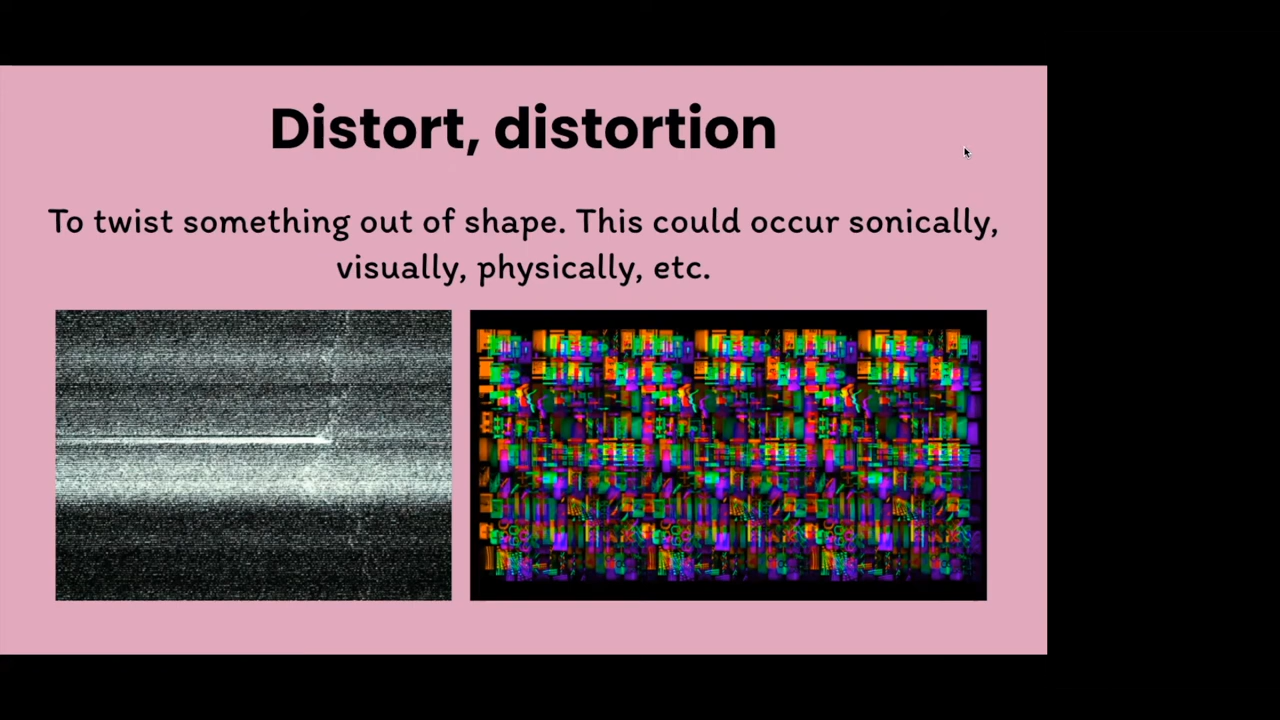 Distort, distortion
To twist something out of shape. This could occur sonically,
visually, physically, etc.